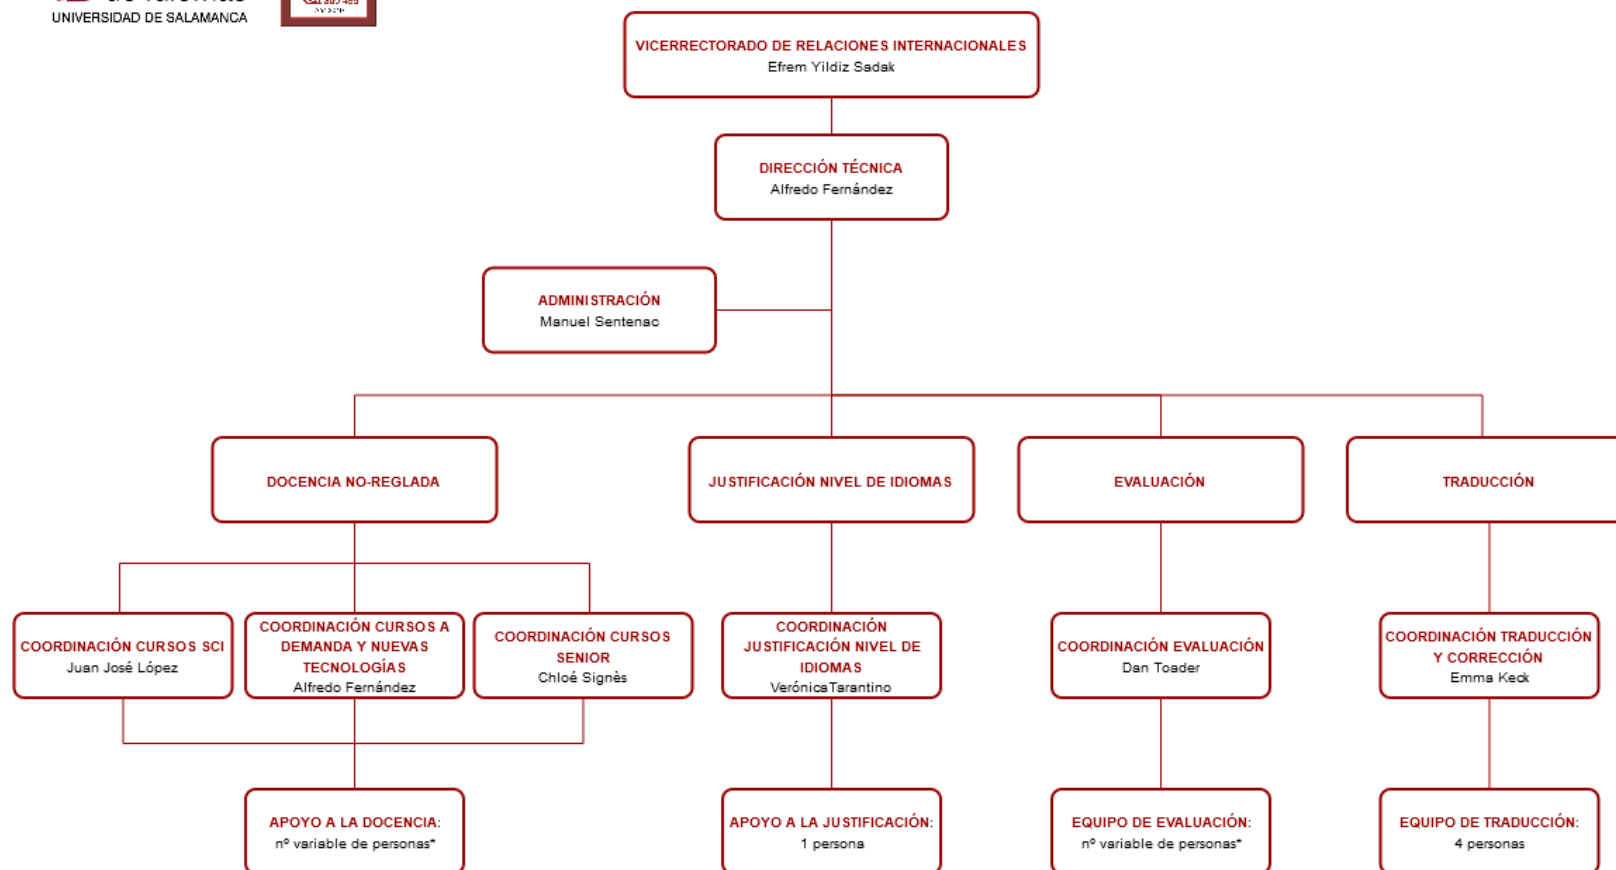 UNIVERSIDAD DE SALAMANCA
VICERRECTORADO DE RELACIONES INTERNACIONALES
Efrem Yildiz Sadak
DIRECCIÓN TÉCNICA
Alfredo Fernández
ADMINISTRACIÓN
Manuel Sentenac
DOCENCIA NO-REGLADA
JUSTIFICACIÓN NIVEL DE IDIOMAS
EVALUACIÓN
TRADUCCIÓN
COORDINACIÓN CURSOS SCI
Juan José López
COORDINACIÓN CURSOS A
DEMANDA Y NUEVAS
TECNOLOGÍAS
Alfredo Fernández
COORDINACIÓN CURSOS
SENIOR
Chloé Signès
COORDINACIÓN
JUSTIFICACIÓN NIVEL DE
IDIOMAS
VerónicaTarantino
COORDINACIÓN EVALUACIÓN
Dan Toader
COORDINACIÓN TRADUCCIÓN
Y CORRECCIÓN
Emma Keck
APOYO A LA DOCENCIA:
nº variable de personas*
APOYO A LA JUSTIFICACIÓN:
1 persona
EQUIPO DE EVALUACIÓN:
nº variable de personas*
EQUIPO DE TRADUCCIÓN:
4 personas